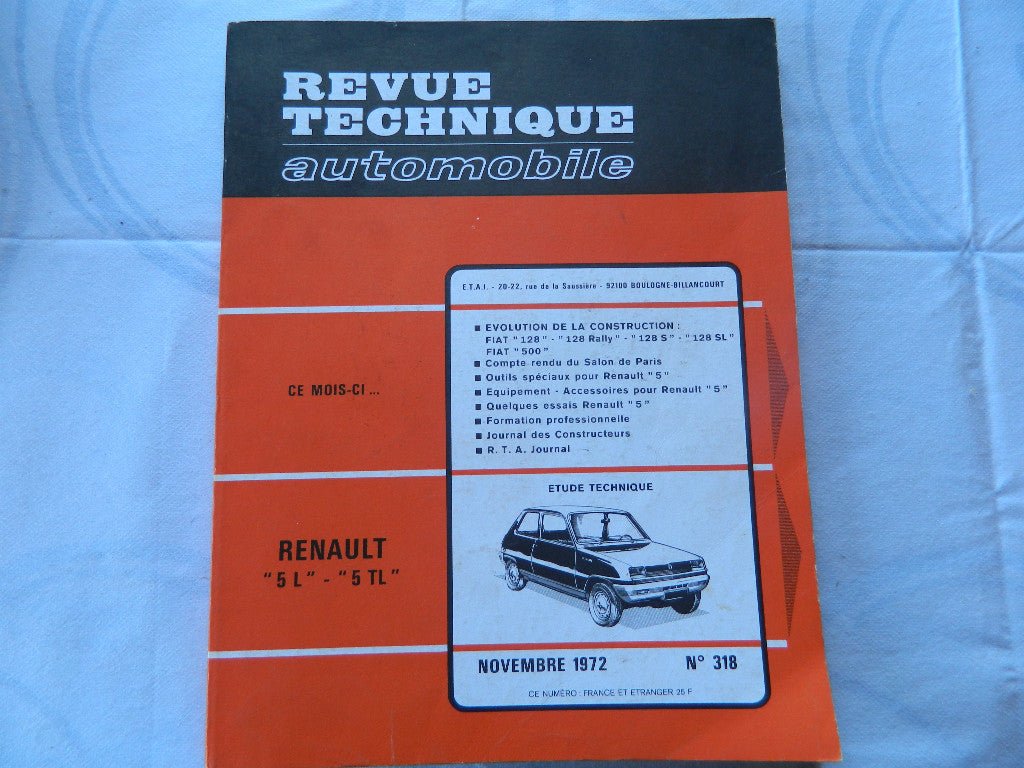 REVUE
TECHNIQUE
automobile
E.T.A.I. - 20-22, rue de la Saussière - 92100 BOULOGNE-BILLANCOURT
CE MOIS-CI ...
■ EVOLUTION DE LA CONSTRUCTION :
FIAT "128" - "128 Rally" - "128 S" - "128 SL"
FIAT "500"
■ Compte rendu du Salon de Paris
■ Outils spéciaux pour Renault "5"
■ Equipement - Accessoires pour Renault "5"
■ Quelques essais Renault "5"
■ Formation professionnelle
■ Journal des Constructeurs
■ R. T. A. Journal
ETUDE TECHNIQUE
RENAULT
"5 L" - "5 TL"
NOVEMBRE 1972 N° 318
CE NUMÉRO : FRANCE ET ETRANGER 25 F